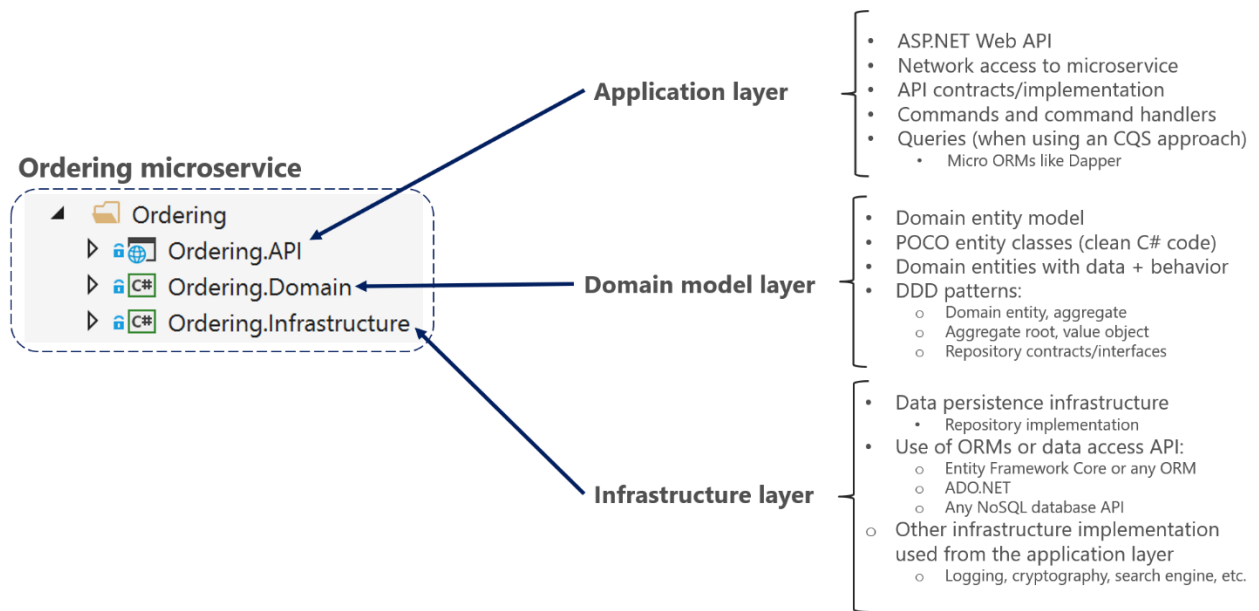 Ordering microservice
Ordering
Ordering.API
C# Ordering.Domain
C# Ordering.Infrastructure
Application layer
• ASP.NET Web API
• Network access to microservice
• API contracts/implementation
• Commands and command handlers
• Queries (when using an CQS approach)
• Micro ORMs like Dapper
Domain model layer
• Domain entity model
• POCO entity classes (clean C# code)
• Domain entities with data + behavior
• DDD patterns:
o Domain entity, aggregate
o Aggregate root, value object
o Repository contracts/interfaces
Infrastructure layer
• Data persistence infrastructure
• Repository implementation
• Use of ORMs or data access API:
o Entity Framework Core or any ORM
o ADO.NET
o Any NoSQL database API
o Other infrastructure implementation
used from the application layer
o Logging, cryptography, search engine, etc.